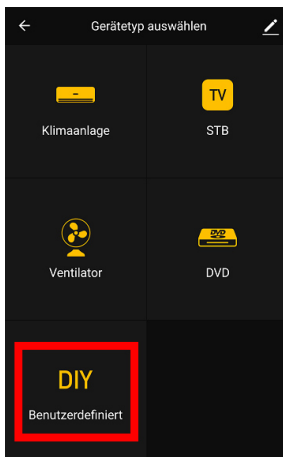 Gerätetyp auswählen
TV
Klimaanlage
STB
DVD
Ventilator
DVD
DIY
Benutzerdefiniert